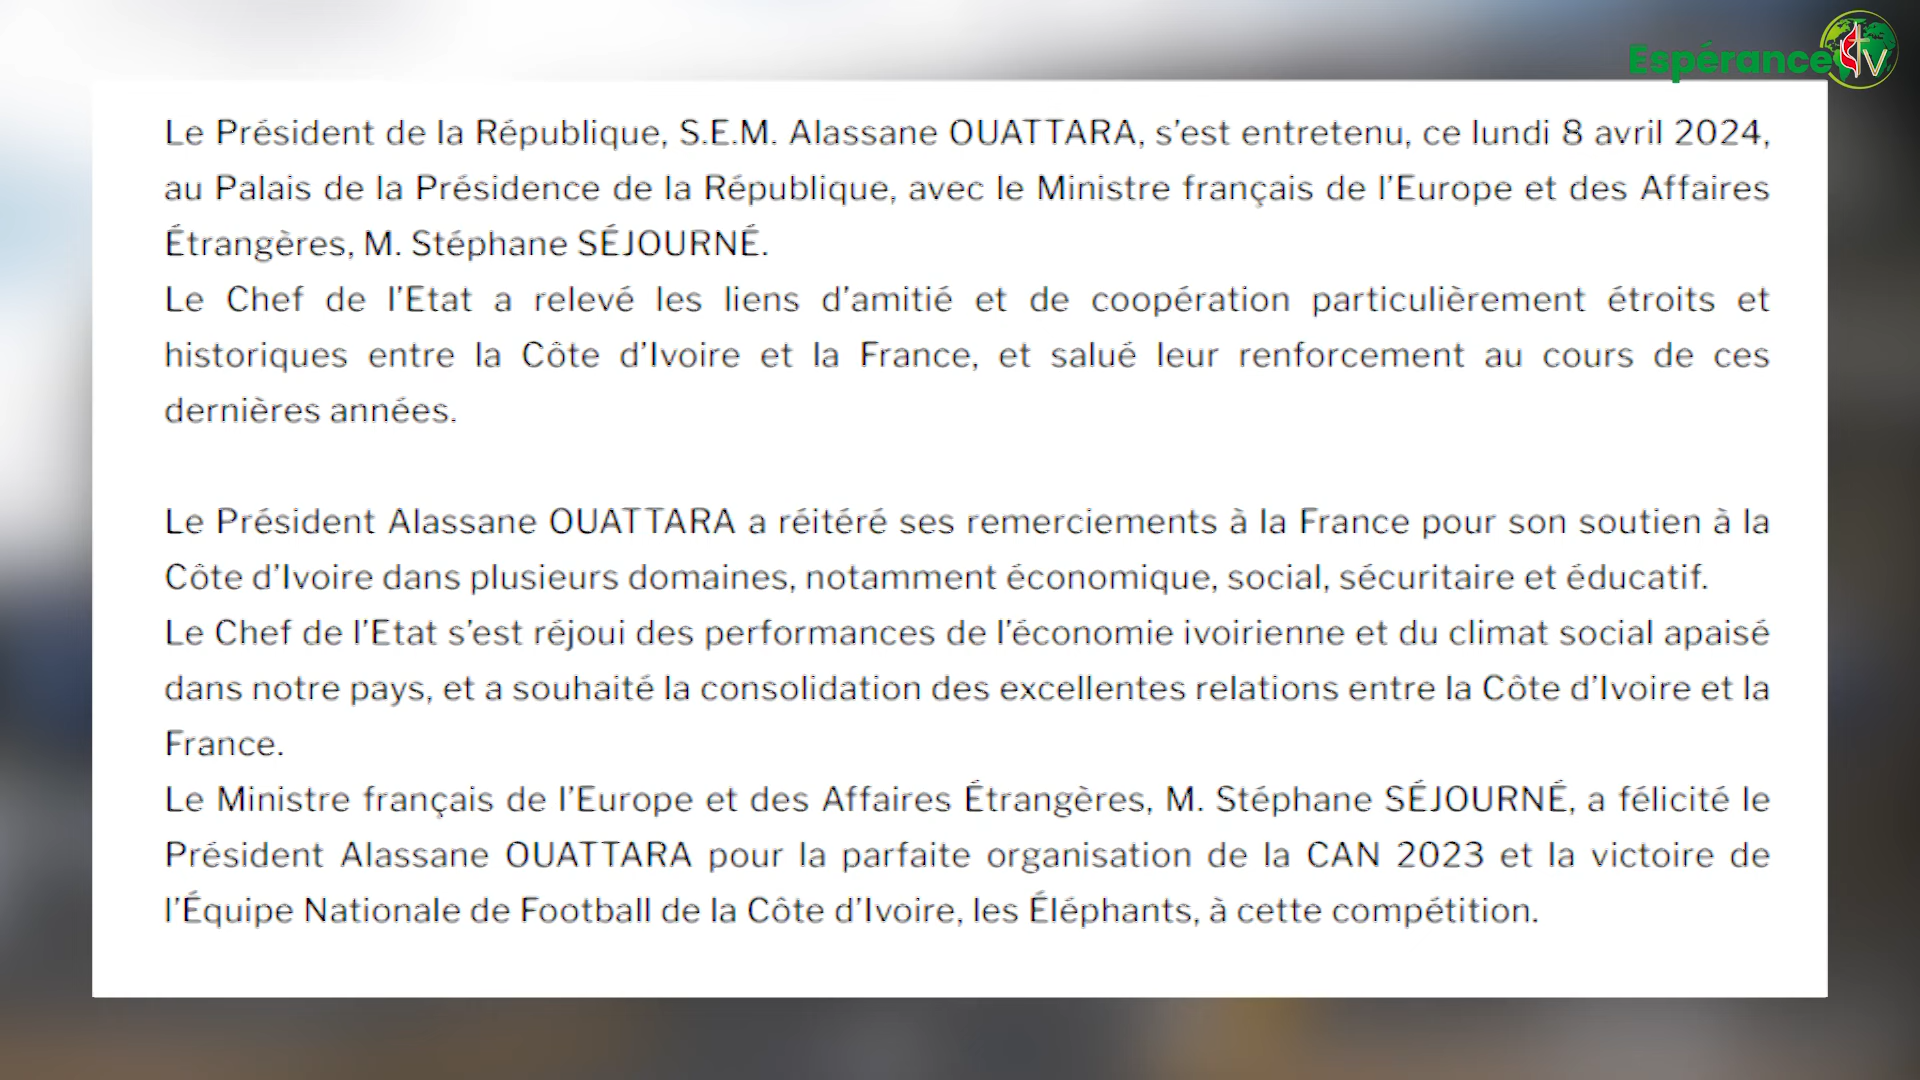 Espérance TV
Le Président de la République, S.E.M. Alassane OUATTARA, s’est entretenu, ce lundi 8 avril 2024,
au Palais de la Présidence de la République, avec le Ministre français de l’Europe et des Affaires
Étrangères, M. Stéphane SÉJOURNÉ.
Le Chef de l’Etat a relevé les liens d’amitié et de coopération particulièrement étroits et
historiques entre la Côte d’Ivoire et la France, et salué leur renforcement au cours de ces
dernières années.
Le Président Alassane OUATTARA a réitéré ses remerciements à la France pour son soutien à la
Côte d’Ivoire dans plusieurs domaines, notamment économique, social, sécuritaire et éducatif.
Le Chef de l’Etat s’est réjoui des performances de l’économie ivoirienne et du climat social apaisé
dans notre pays, et a souhaité la consolidation des excellentes relations entre la Côte d’Ivoire et la
France.
Le Ministre français de l’Europe et des Affaires Étrangères, M. Stéphane SÉJOURNÉ, a félicité le
Président Alassane OUATTARA pour la parfaite organisation de la CAN 2023 et la victoire de
l’Équipe Nationale de Football de la Côte d’Ivoire, les Éléphants, à cette compétition.